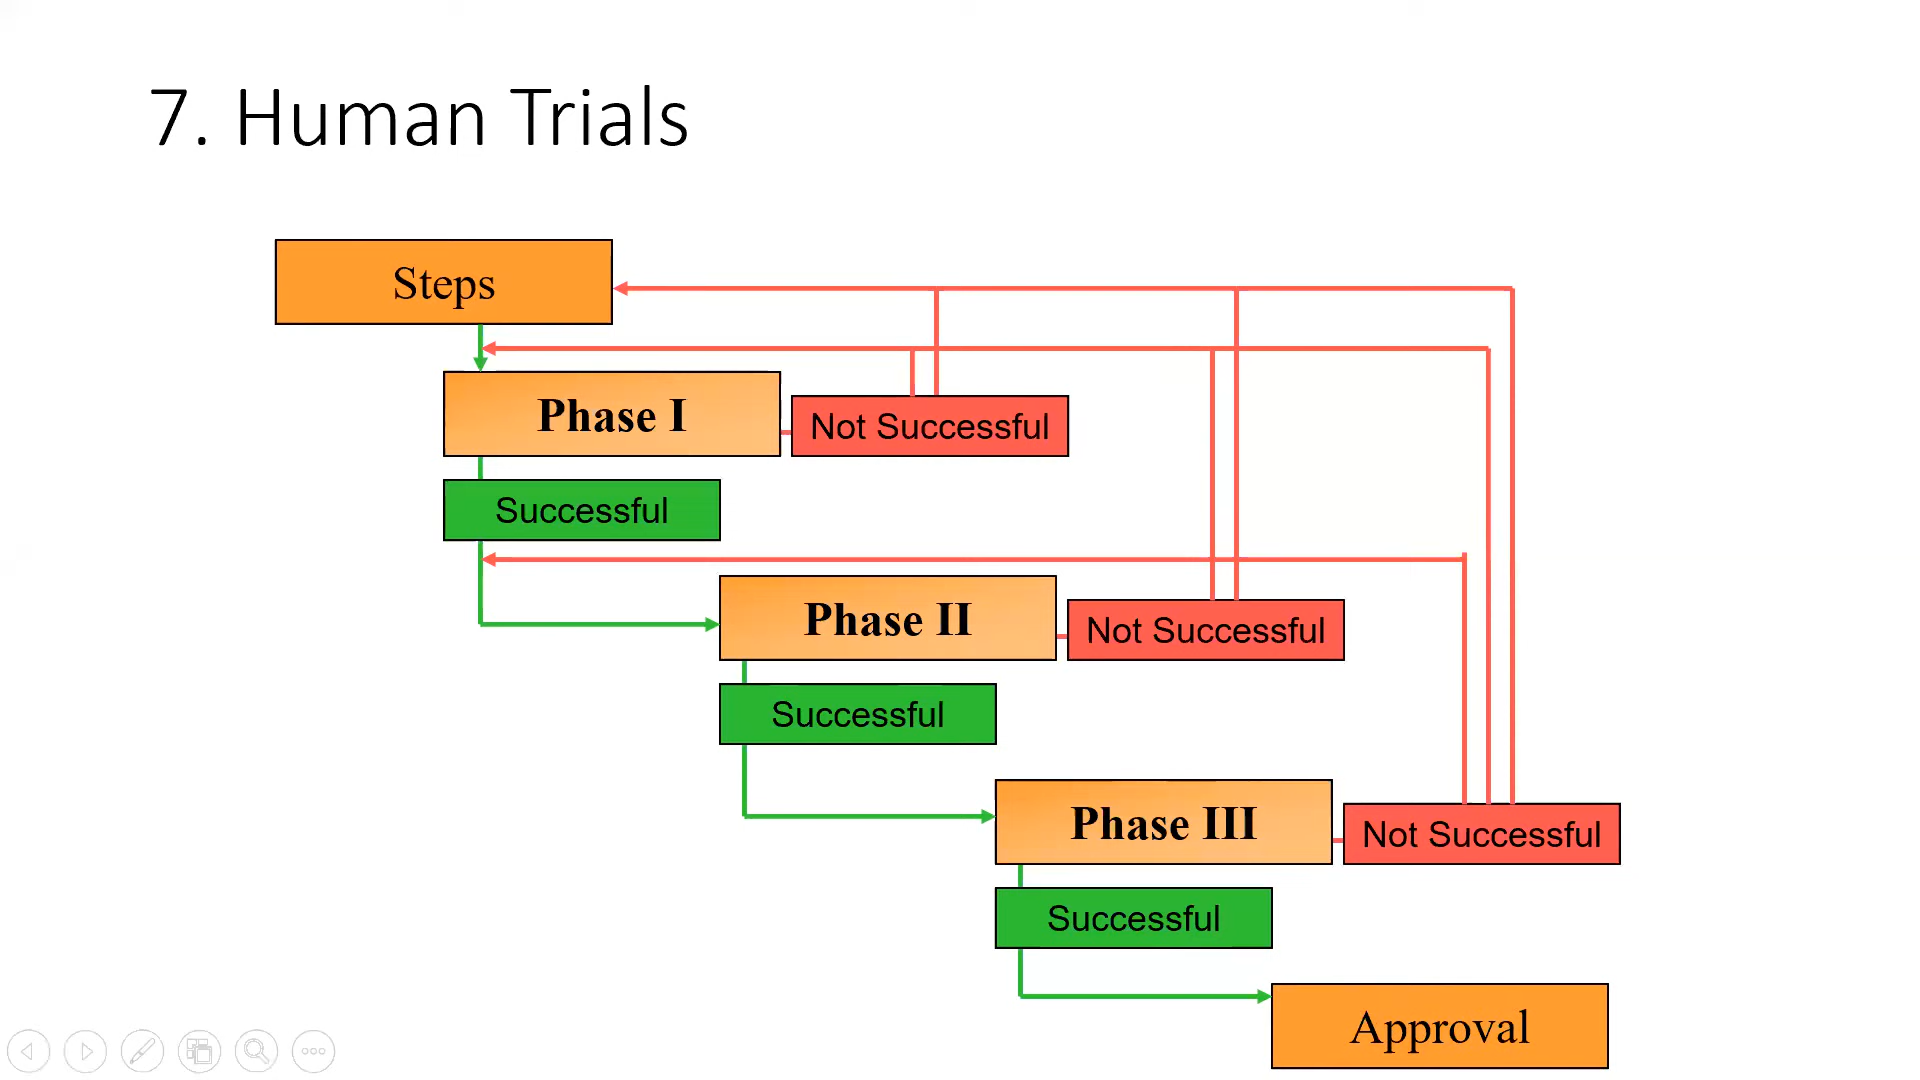 7. Human Trials
Steps
Phase I
Not Successful
Successful
Phase II
Not Successful
Successful
Phase III
Not Successful
Successful
Approval